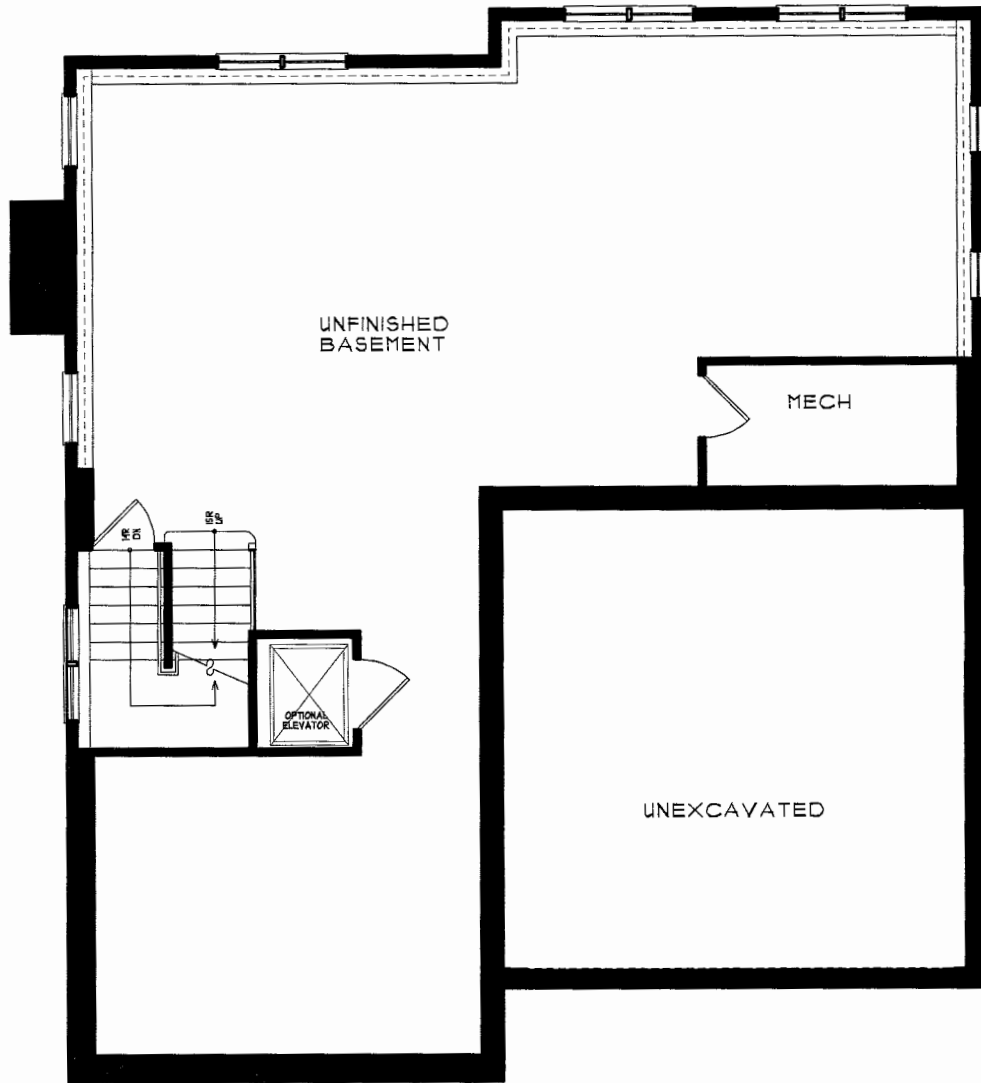 UNFINISHED
BASEMENT
MECH
14R
DN
15R
UP
OPTIONAL
ELEVATOR
UNEXCAVATED